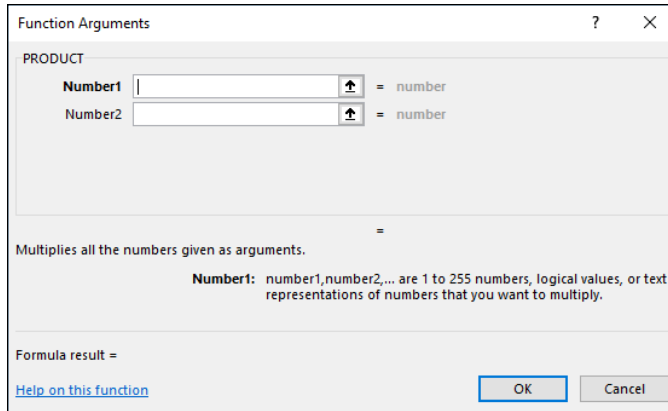 Function Arguments ? ×
PRODUCT
Number1 = number
Number2 = number
=
Multiplies all the numbers given as arguments.
Number1: number1,number2,... are 1 to 255 numbers, logical values, or text
representations of numbers that you want to multiply.
Formula result =
Help on this function OK Cancel